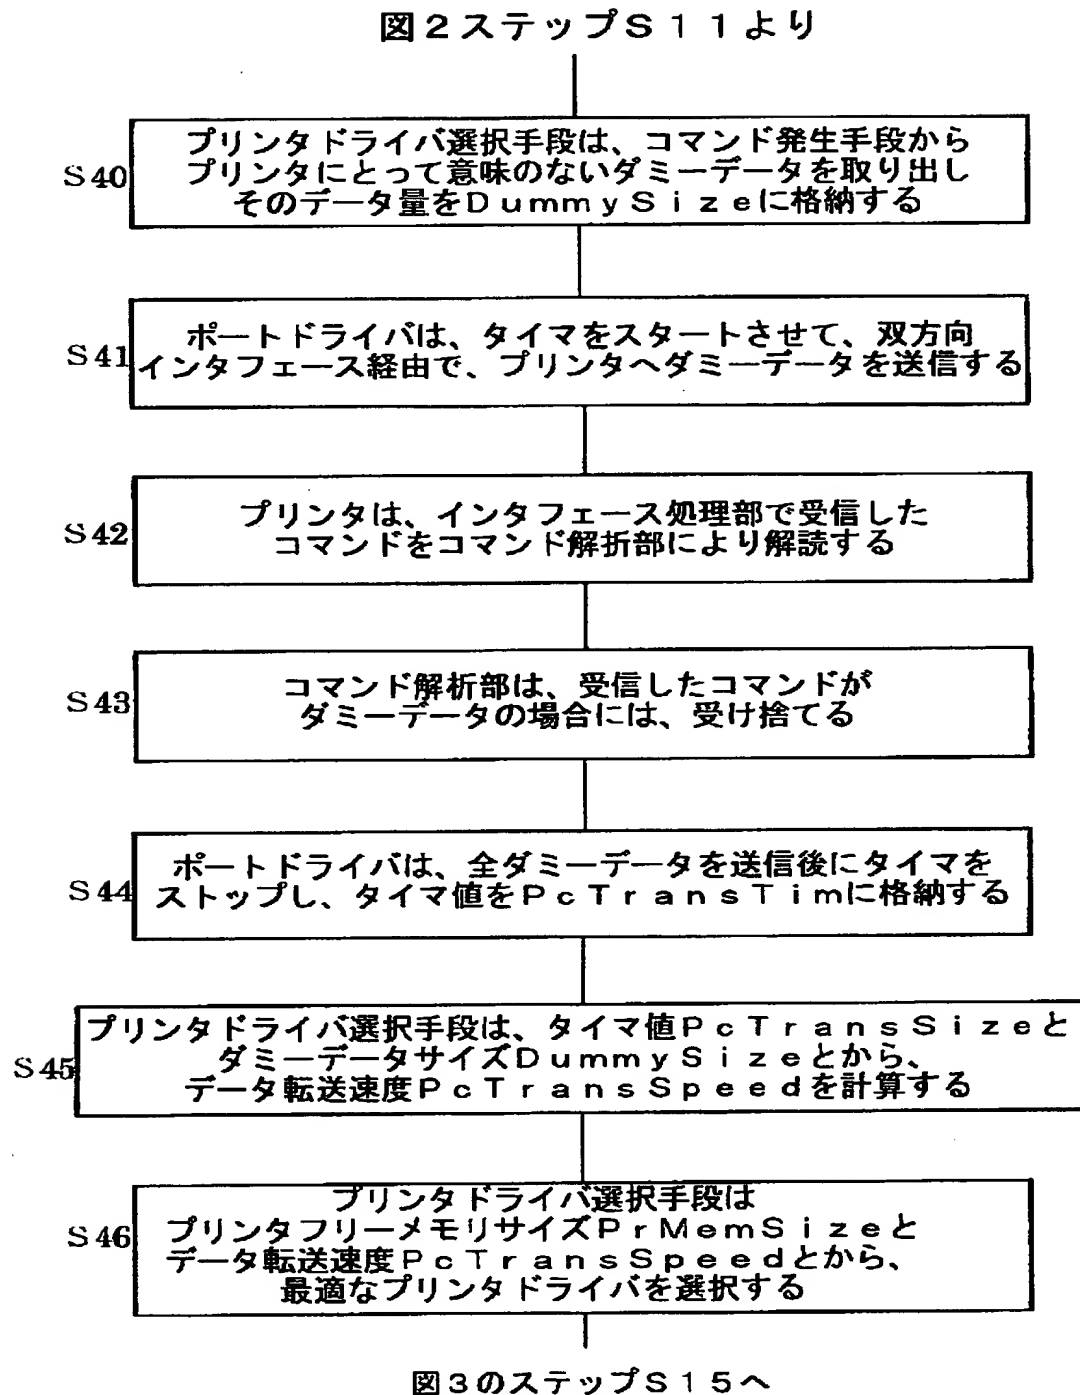 図2ステップS11より
S40
プリンタドライバ選択手段は、コマンド発生手段から
プリンタにとって意味のないダミーデータを取り出し
そのデータ量をDummySizeに格納する
S41
ポートドライバは、タイマをスタートさせて、双方向
インタフェース経由で、プリンタへダミーデータを送信する
S42
プリンタは、インタフェース処理部で受信した
コマンドをコマンド解折部により解読する
S43
コマンド解析部は、受信したコマンドが
ダミーデータの場合には、受け捨てる
S44
ポートドライバは、全ダミーデータを送信後にタイマを
ストップし、タイマ値をPcTransTimに格納する
S45
プリンタドライバ選択手段は、タイマ値PcTransSizeと
ダミーデータサイズDummySizeとから、
データ転送速度PcTransSpeedを計算する
S46
プリンタドライバ選択手段は
プリンタフリーメモリサイズPrMemSizeと
データ転送速度PcTransSpeedとから、
最適なプリンタドライバを選択する
図3のステップS15へ